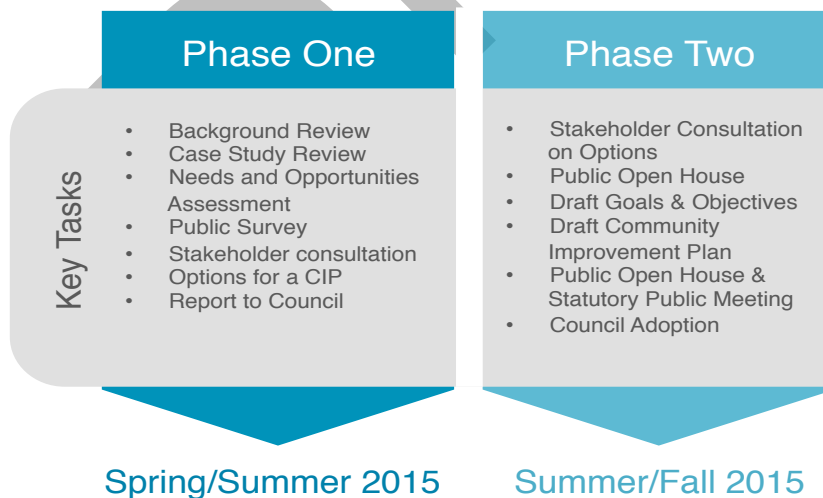 Phase One
Key Tasks
• Background Review
• Case Study Review
• Needs and Opportunities
Assessment
• Public Survey
• Stakeholder consultation
• Options for a CIP
• Report to Council
Spring/Summer 2015
Phase Two
• Stakeholder Consultation
on Options
• Public Open House
• Draft Goals & Objectives
• Draft Community
Improvement Plan
• Public Open House &
Statutory Public Meeting
• Council Adoption
Summer/Fall 2015